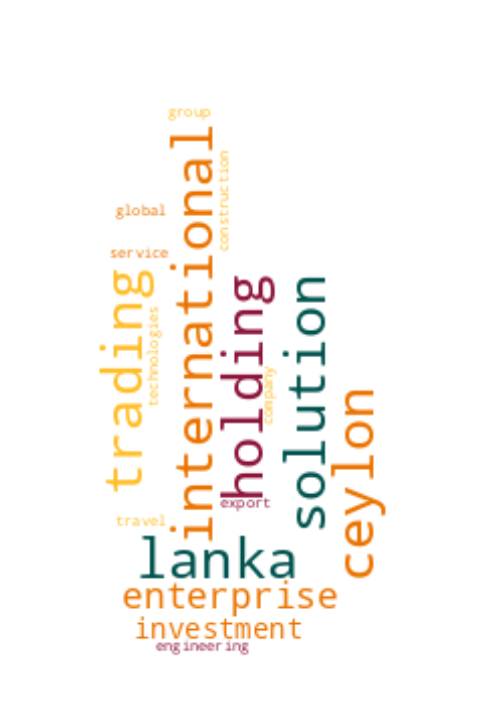 group
international
construction
global
service
trading
technologies
holding
solution
company
ceylon
export
travel
lanka
enterprise
investment
engineering